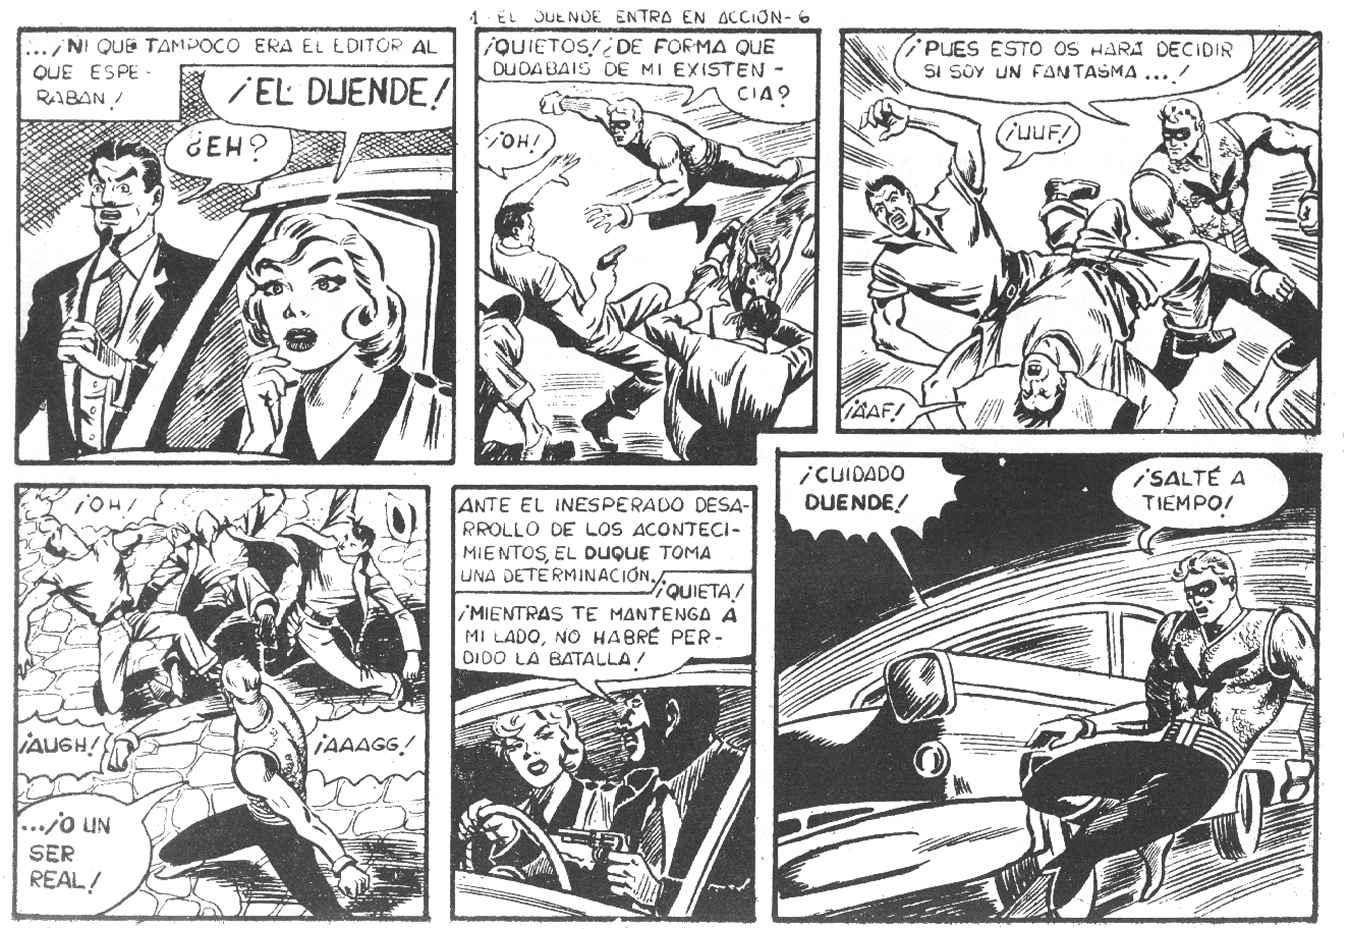 1 - EL DUENDE ENTRA EN ACCIÓN - 6
...¡NI QUE TAMPOCO ERA EL EDITOR AL
QUE ESPE-
RABAN!
¡EL DUENDE!
¿EH?
¡QUIETOS! ¿DE FORMA QUE
DUDABAIS DE MI EXISTEN-
CIA?
¡OH!
¡PUES ESTO OS HARÁ DECIDIR
SI SOY UN FANTASMA...!
¡UUF!
¡AAF!
¡OH!
¡AUGH!
¡AAAGG!
...¡O UN
SER
REAL!
ANTE EL INESPERADO DESA-
RROLLO DE LOS ACONTECI-
MIENTOS, EL DUQUE TOMA
UNA DETERMINACIÓN.
¡QUIETA!
¡MIENTRAS TE MANTENGA A
MI LADO, NO HABRÉ PER-
DIDO LA BATALLA!
¡CUIDADO
DUENDE!
¡SALTÉ A
TIEMPO!